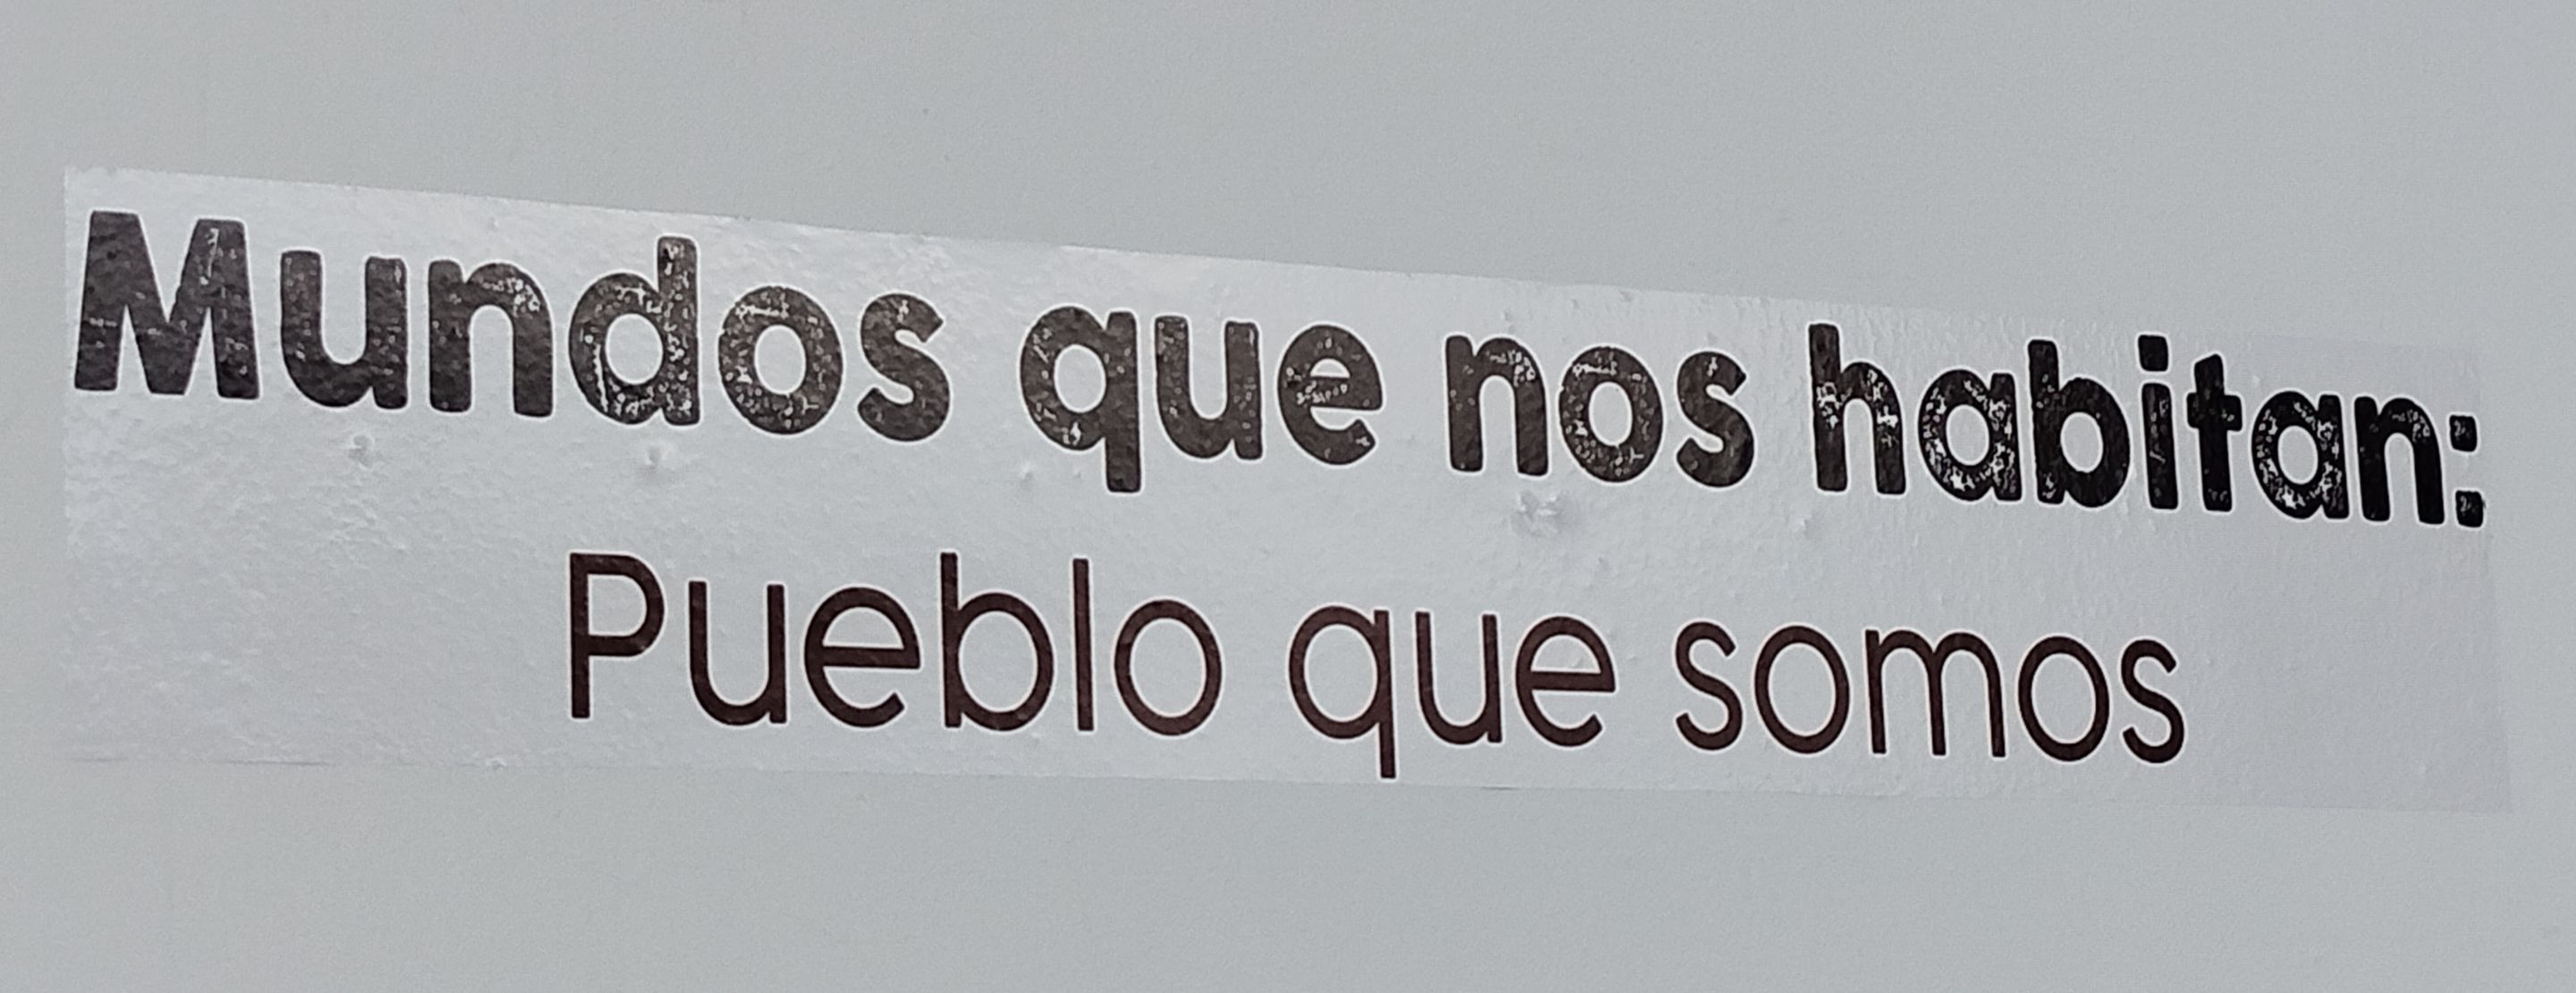 Mundos que nos habitan:
Pueblo que somos